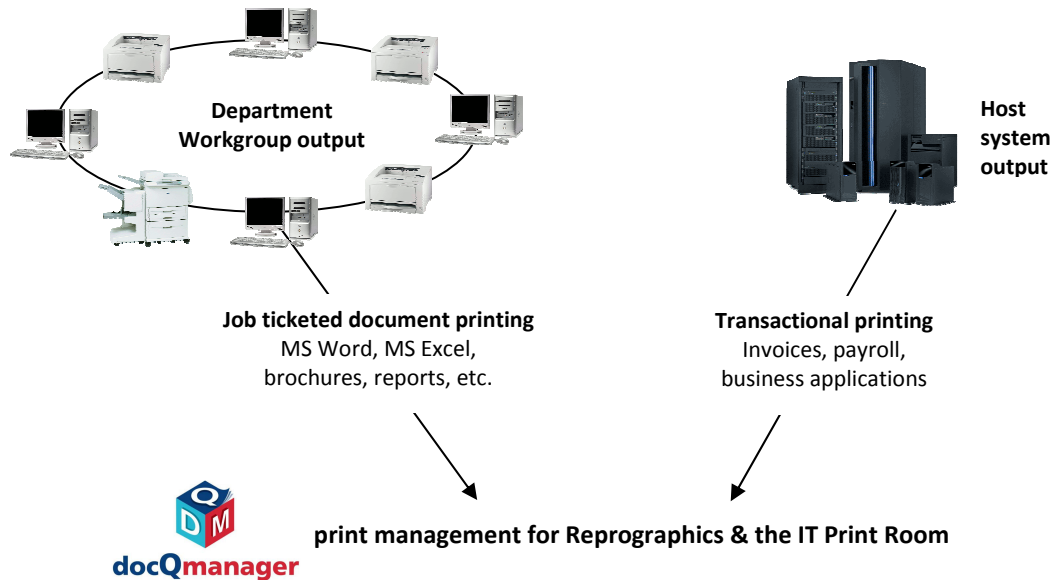 Department
Workgroup output
Host
system
output
Job ticketed document printing
MS Word, MS Excel,
brochures, reports, etc.
Transactional printing
Invoices, payroll,
business applications
Q
D M
docQmanager
print management for Reprographics & the IT Print Room